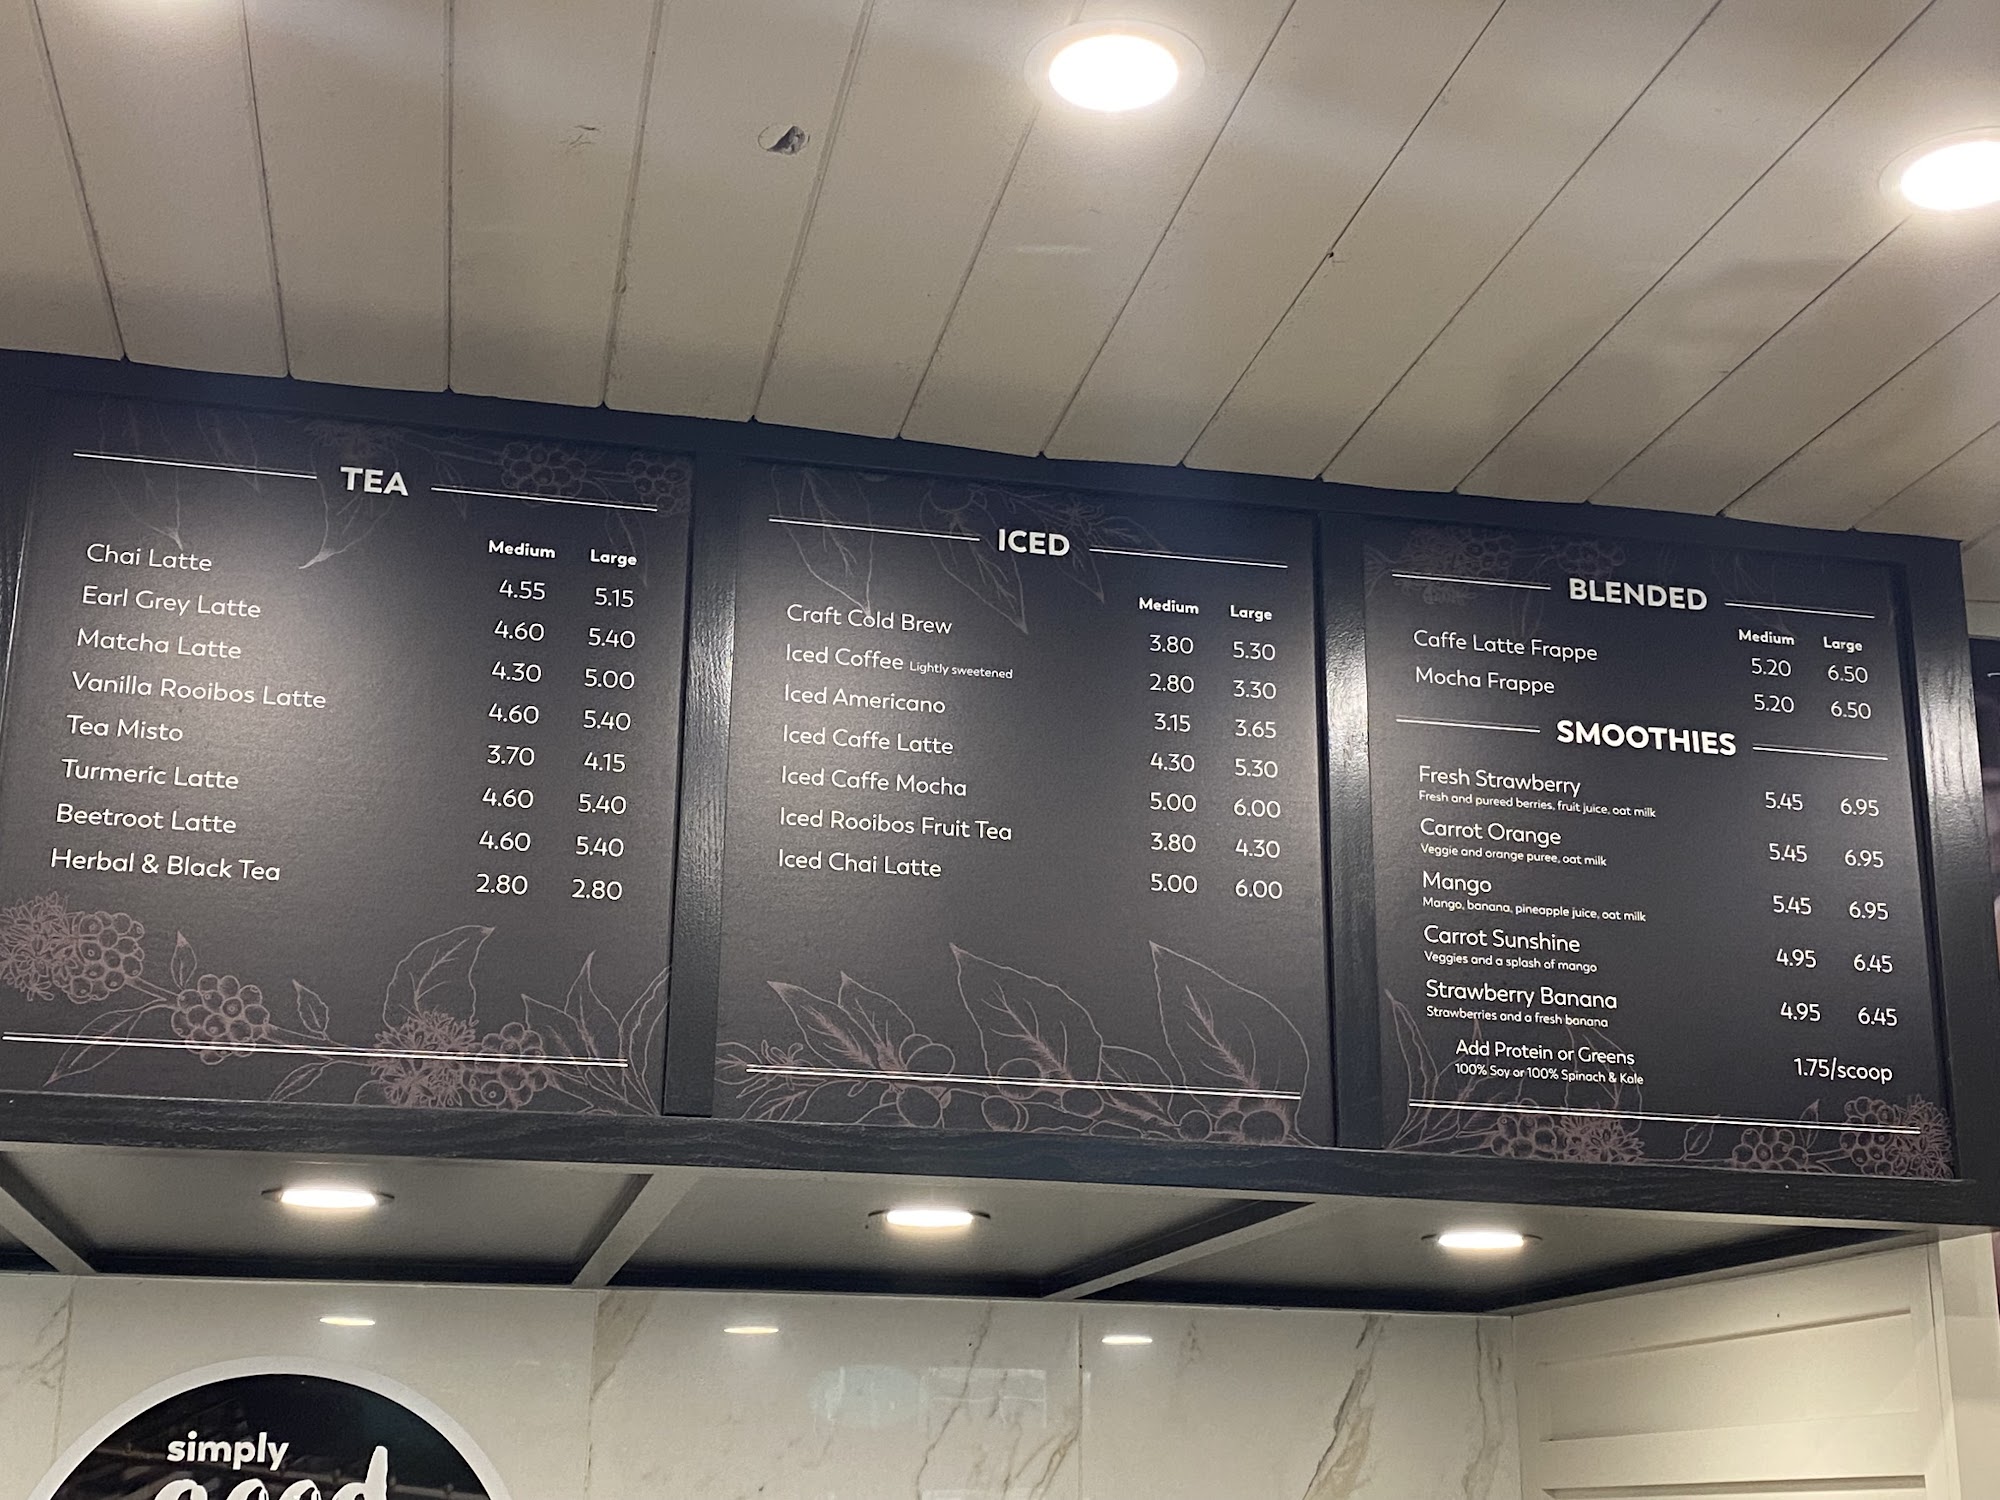 TEA
Medium Large
Chai Latte 4.55 5.15
Earl Grey Latte 4.60 5.40
Matcha Latte 4.30 5.00
Vanilla Rooibos Latte 4.60 5.40
Tea Misto 3.70 4.15
Turmeric Latte 4.60 5.40
Beetroot Latte 4.60 5.40
Herbal & Black Tea 2.80 2.80
ICED
Medium Large
Craft Cold Brew 3.80 5.30
Iced Coffee Lightly sweetened 2.80 3.30
Iced Americano 3.15 3.65
Iced Caffe Latte 4.30 5.30
Iced Caffe Mocha 5.00 6.00
Iced Rooibos Fruit Tea 3.80 4.30
Iced Chai Latte 5.00 6.00
BLENDED
Medium Large
Caffe Latte Frappe 5.20 6.50
Mocha Frappe 5.20 6.50
SMOOTHIES
Fresh Strawberry 5.45 6.95
Fresh and pureed berries, fruit juice, oat milk
Carrot Orange 5.45 6.95
Veggie and orange puree, oat milk
Mango 5.45 6.95
Mango, banana, pineapple juice, oat milk
Carrot Sunshine 4.95 6.45
Veggies and a splash of mango
Strawberry Banana 4.95 6.45
Strawberries and a fresh banana
Add Protein or Greens 1.75/scoop
100% Soy or 100% Spinach & Kale
simply
good